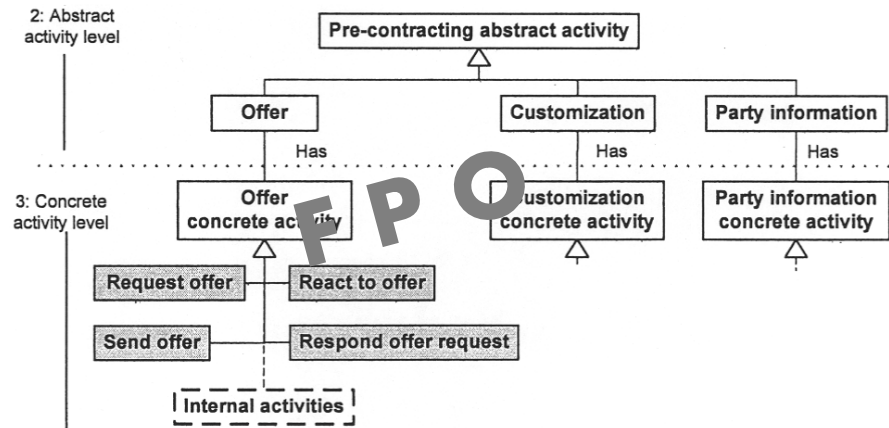 2: Abstract
activity level
Pre-contracting abstract activity
Offer
Customization
Party information
Has
Has
Has
3: Concrete
activity level
Offer
concrete activity
Customization
concrete activity
Party information
concrete activity
FPO
Request offer
React to offer
Send offer
Respond offer request
Internal activities